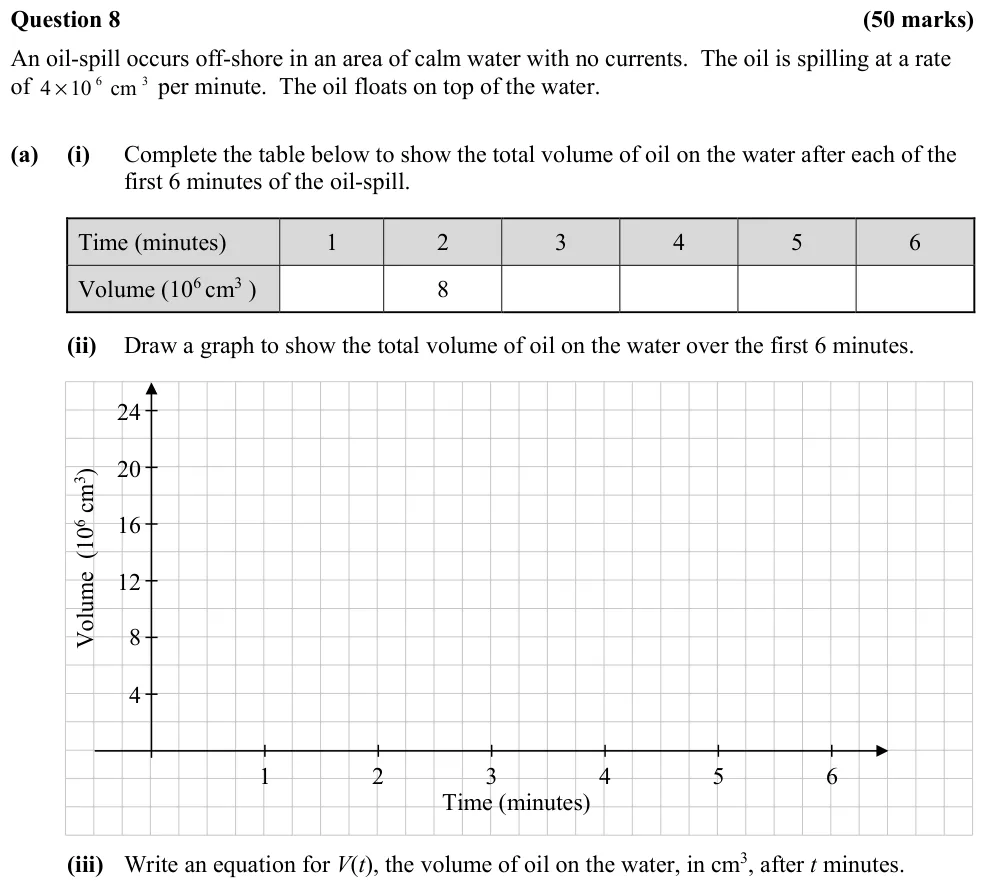 Question 8 (50 marks)
An oil-spill occurs off-shore in an area of calm water with no currents. The oil is spilling at a rate
of 4×10⁶ cm³ per minute. The oil floats on top of the water.
(a) (i) Complete the table below to show the total volume of oil on the water after each of the
first 6 minutes of the oil-spill.
Time (minutes) 1 2 3 4 5 6
Volume (10⁶ cm³ ) 8
(ii) Draw a graph to show the total volume of oil on the water over the first 6 minutes.
24
20
16
12
8
4
Volume (10⁶ cm³)
1 2 3 4 5 6
Time (minutes)
(iii) Write an equation for V(t), the volume of oil on the water, in cm³, after t minutes.